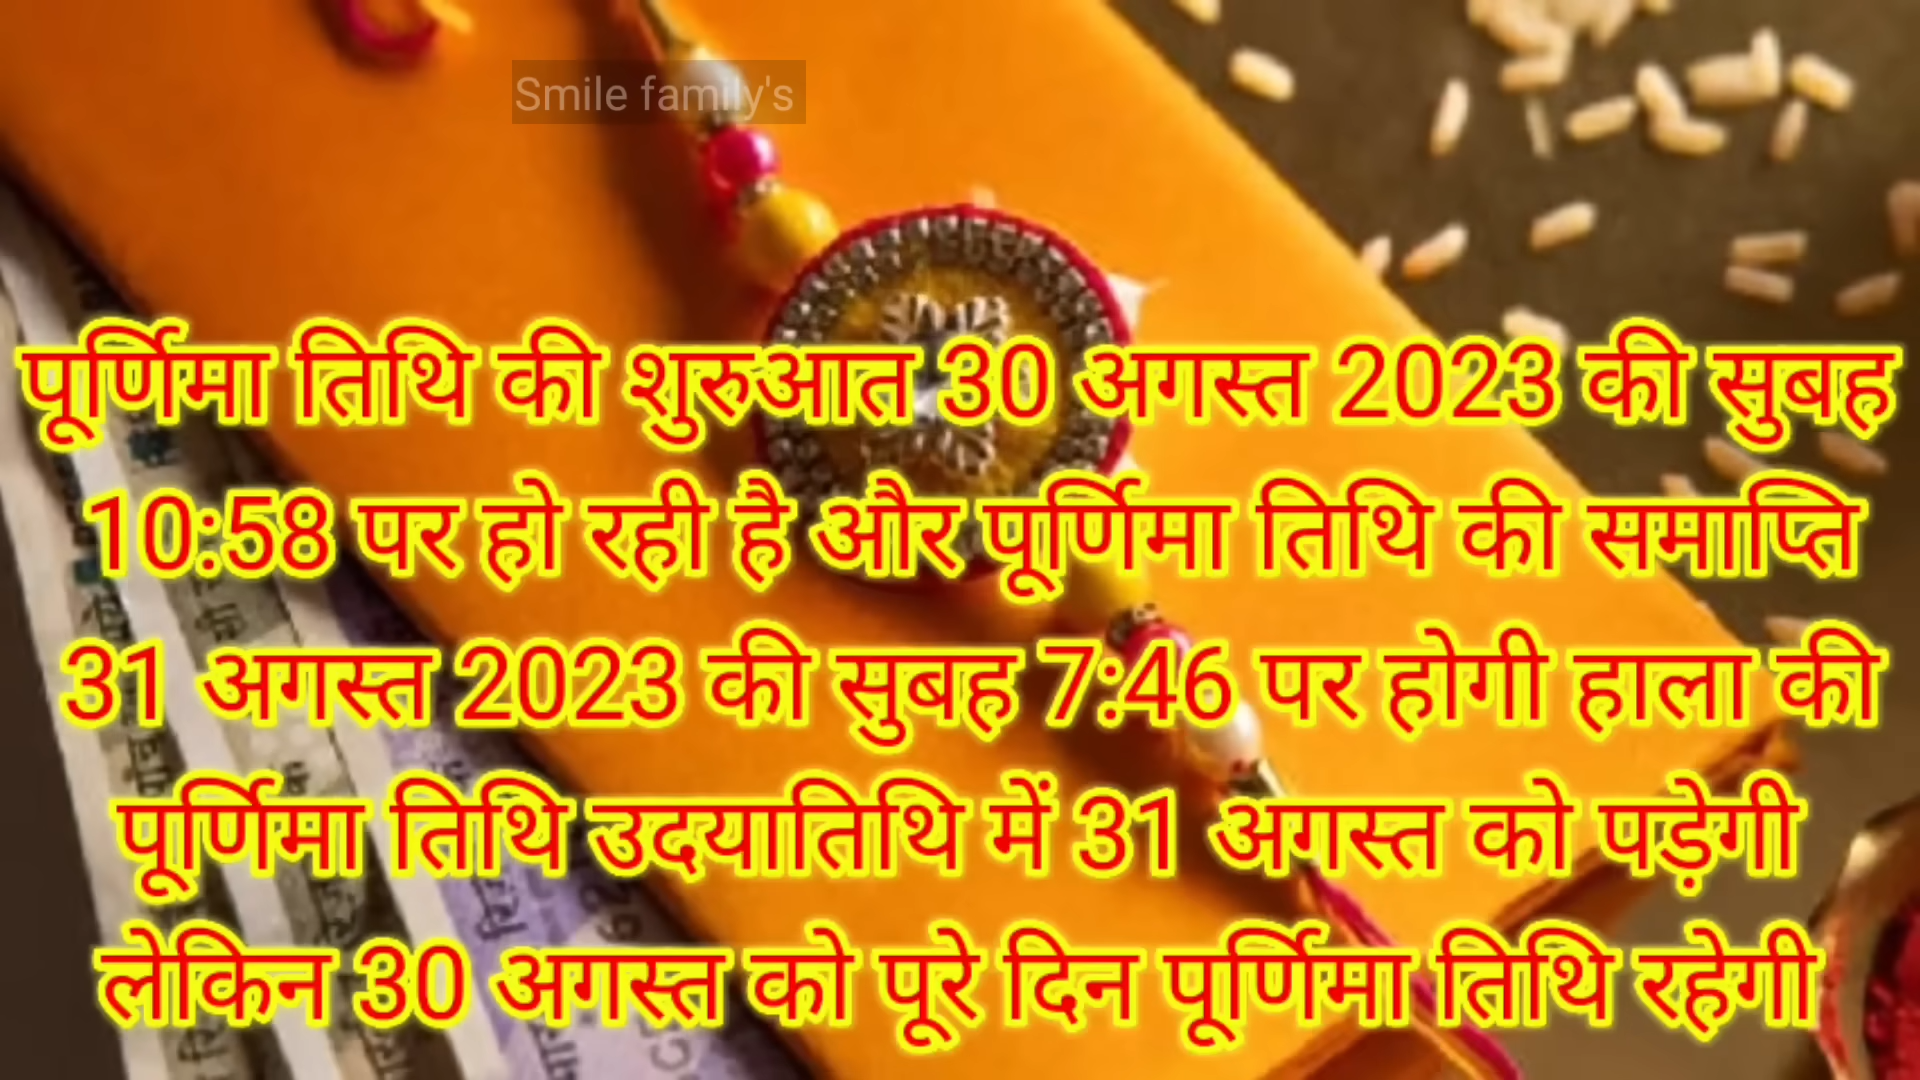 Smile family's
पूर्णिमा तिथि की शुरुआत 30 अगस्त 2023 की सुबह
10:58 पर हो रही है और पूर्णिमा तिथि की समाप्ति
31 अगस्त 2023 की सुबह 7:46 पर होगी हाला की
पूर्णिमा तिथि उदयातिथि में 31 अगस्त को पड़ेगी
लेकिन 30 अगस्त को पूरे दिन पूर्णिमा तिथि रहेगी